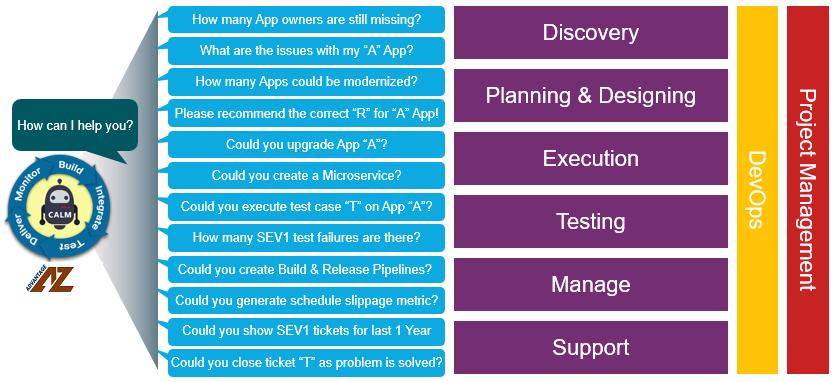 How can I help you?
Monitor
Build
Integrate
Test
Deliver
CALM
ADVANTAGE
AZ
How many App owners are still missing?
What are the issues with my “A” App?
How many Apps could be modernized?
Please recommend the correct “R” for “A” App!
Could you upgrade App “A”?
Could you create a Microservice?
Could you execute test case “T” on App “A”?
How many SEV1 test failures are there?
Could you create Build & Release Pipelines?
Could you generate schedule slippage metric?
Could you show SEV1 tickets for last 1 Year
Could you close ticket “T” as problem is solved?
Discovery
Planning & Designing
Execution
Testing
Manage
Support
DevOps
Project Management